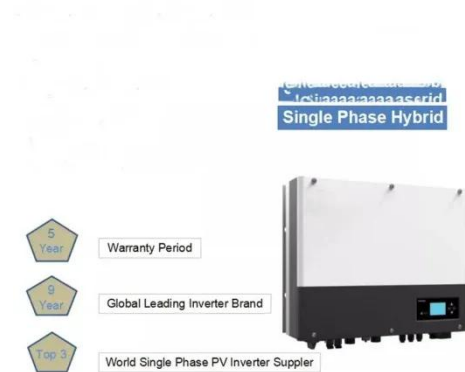 Single Phase Hybrid
5
Year
Warranty Period
9
Year
Global Leading Inverter Brand
Top 3
World Single Phase PV Inverter Suppler